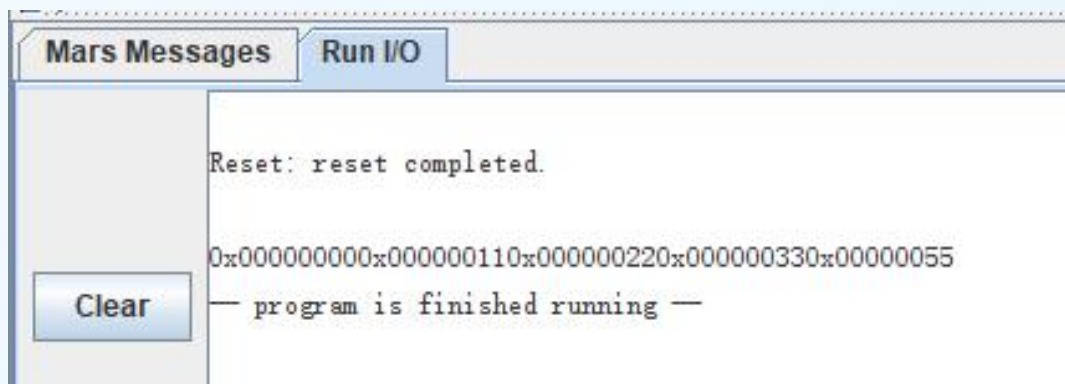 Mars Messages Run I/O
Reset: reset completed.
0x000000000x000000110x000000220x000000330x00000055
Clear
— program is finished running —